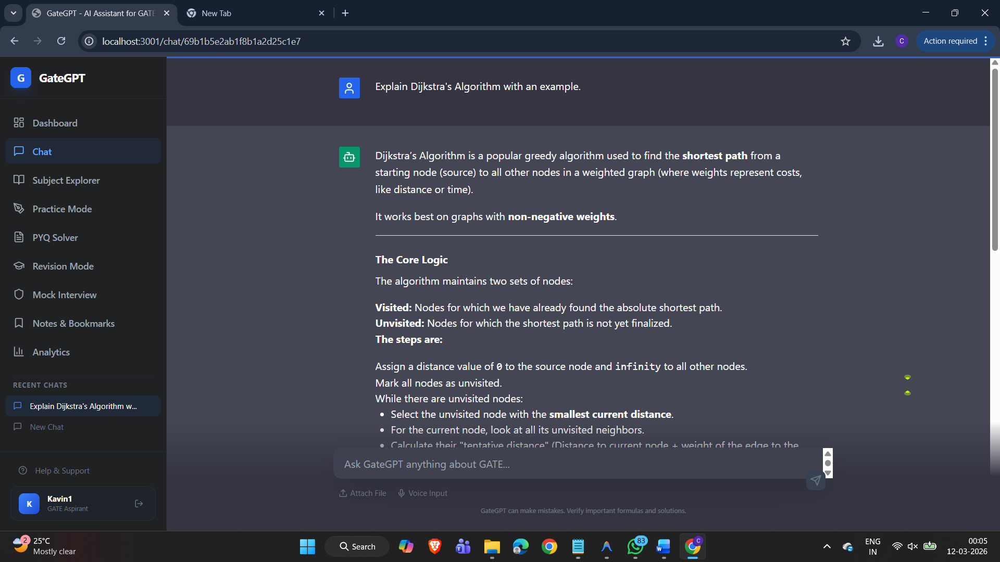 GateGPT - AI Assistant for GATE
New Tab
localhost:3001/chat/69b1b5e2ab1f8b1a2d25c1e7
C
Action required
G
GateGPT
Dashboard
Chat
Subject Explorer
Practice Mode
PYQ Solver
Revision Mode
Mock Interview
Notes & Bookmarks
Analytics
RECENT CHATS
Explain Dijkstra's Algorithm w...
New Chat
Help & Support
K
Kavin1
GATE Aspirant
Explain Dijkstra's Algorithm with an example.
Dijkstra’s Algorithm is a popular greedy algorithm used to find the shortest path from a
starting node (source) to all other nodes in a weighted graph (where weights represent costs,
like distance or time).
It works best on graphs with non-negative weights.
The Core Logic
The algorithm maintains two sets of nodes:
Visited: Nodes for which we have already found the absolute shortest path.
Unvisited: Nodes for which the shortest path is not yet finalized.
The steps are:
Assign a distance value of 0 to the source node and infinity to all other nodes.
Mark all nodes as unvisited.
While there are unvisited nodes:
• Select the unvisited node with the smallest current distance.
• For the current node, look at all its unvisited neighbors.
• Calculate their "tentative distance" (Distance to current node + weight of the edge to the
Ask GateGPT anything about GATE...
Attach File
Voice Input
GateGPT can make mistakes. Verify important formulas and solutions.
2
25°C
Mostly clear
Search
83
C
ENG
IN
00:05
12-03-2026